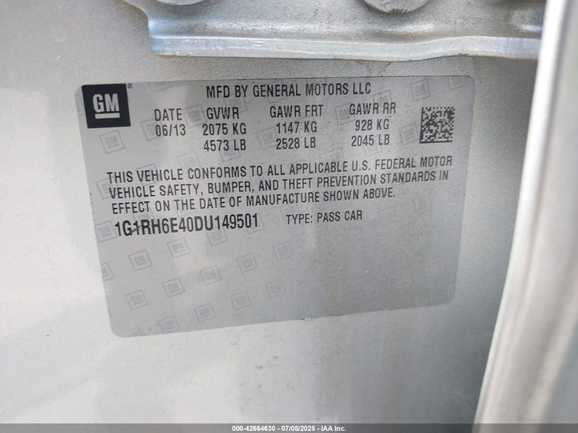 GM
MFD BY GENERAL MOTORS LLC
DATE GVWR GAWR FRT GAWR RR
06/13 2075 KG 1147 KG 928 KG
4573 LB 2528 LB 2045 LB
THIS VEHICLE CONFORMS TO ALL APPLICABLE U.S. FEDERAL MOTOR
VEHICLE SAFETY, BUMPER, AND THEFT PREVENTION STANDARDS IN
EFFECT ON THE DATE OF MANUFACTURE SHOWN ABOVE.
1G1RH6E40DU149501 TYPE: PASS CAR
000-42664630 - 07/08/2025 - IAA Inc.